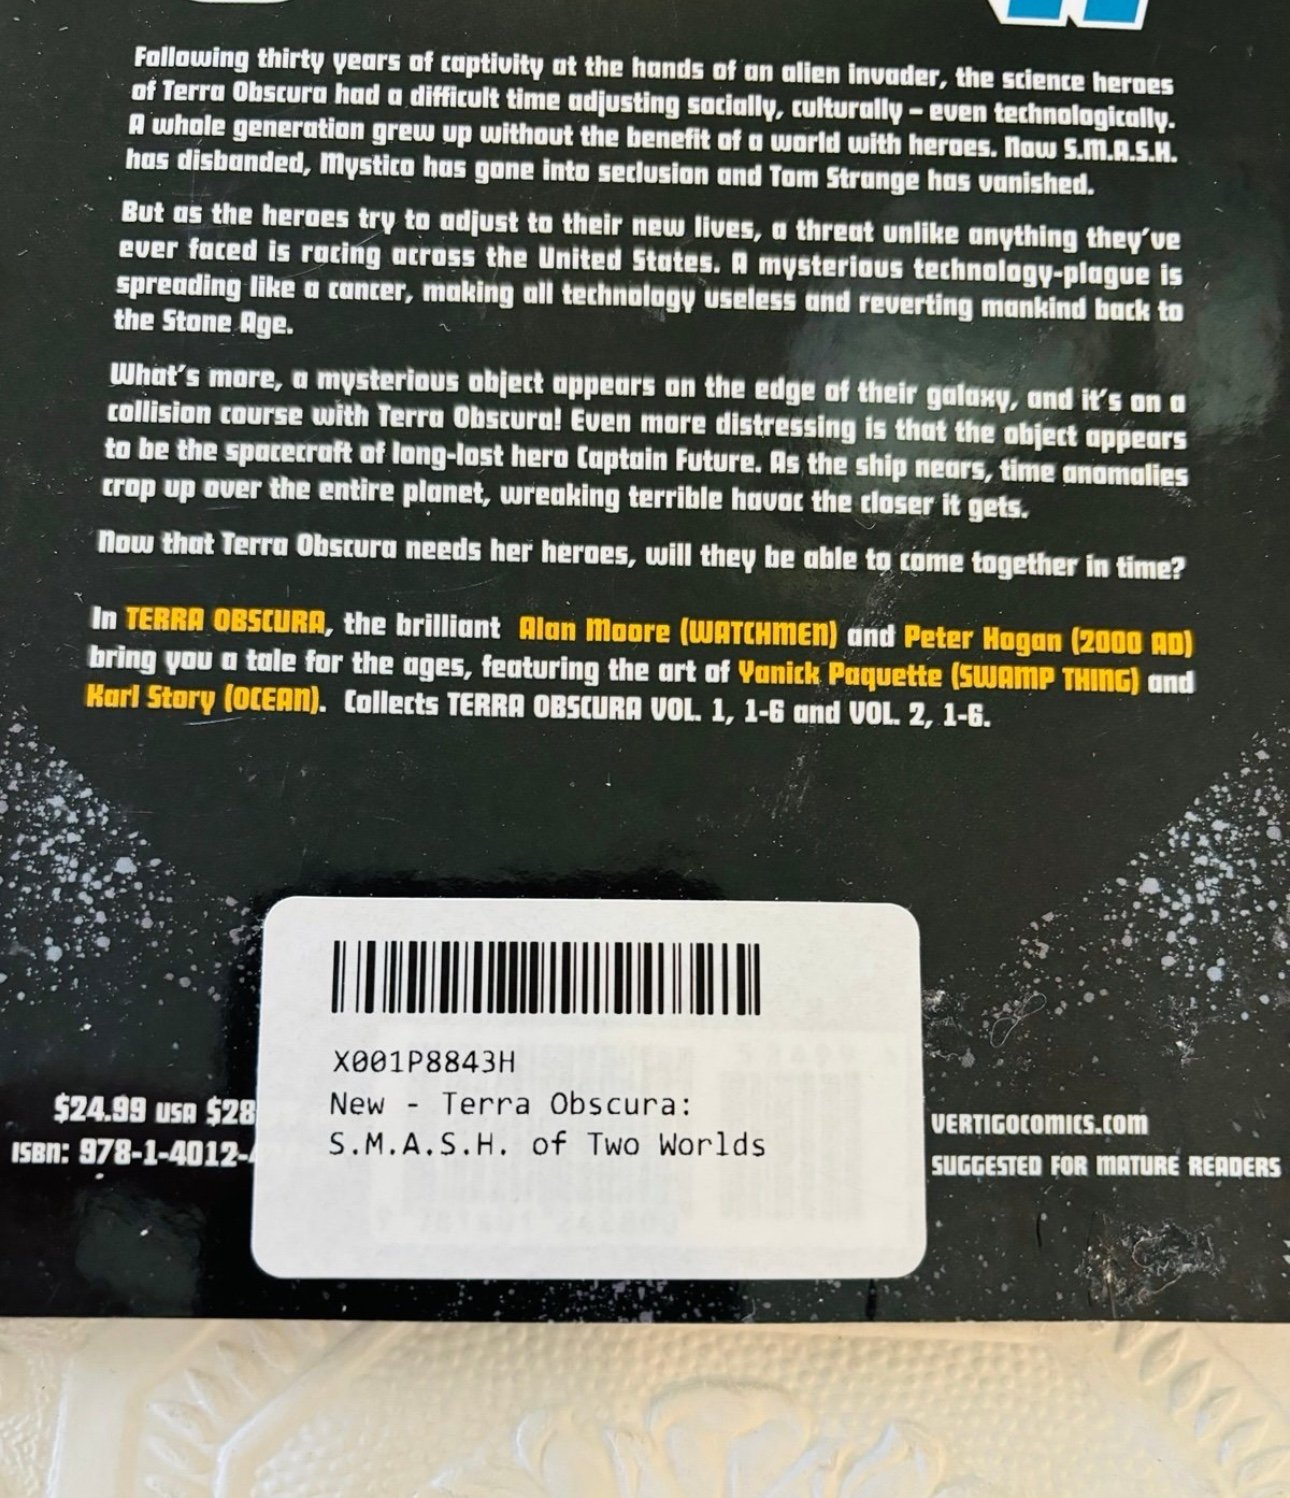 Following thirty years of captivity at the hands of an alien invader, the science heroes
of Terra Obscura had a difficult time adjusting socially, culturally – even technologically.
A whole generation grew up without the benefit of a world with heroes. Now S.M.A.S.H.
has disbanded, Mystico has gone into seclusion and Tom Strange has vanished.
But as the heroes try to adjust to their new lives, a threat unlike anything they've
ever faced is racing across the United States. A mysterious technology-plague is
spreading like a cancer, making all technology useless and reverting mankind back to
the Stone Age.
What's more, a mysterious object appears on the edge of their galaxy, and it's on a
collision course with Terra Obscura! Even more distressing is that the object appears
to be the spacecraft of long-lost hero Captain Future. As the ship nears, time anomalies
crop up over the entire planet, wreaking terrible havoc the closer it gets.
Now that Terra Obscura needs her heroes, will they be able to come together in time?
In TERRA OBSCURA, the brilliant Alan Moore (WATCHMEN) and Peter Hogan (2000 AD)
bring you a tale for the ages, featuring the art of Yanick Paquette (SWAMP THING) and
Karl Story (OCEAN). Collects TERRA OBSCURA VOL. 1, 1-6 and VOL. 2, 1-6.
X001P8843H
New - Terra Obscura:
S.M.A.S.H. of Two Worlds
$24.99 USA $28
ISBN: 978-1-4012-
VERTIGOCOMICS.COM
SUGGESTED FOR MATURE READERS